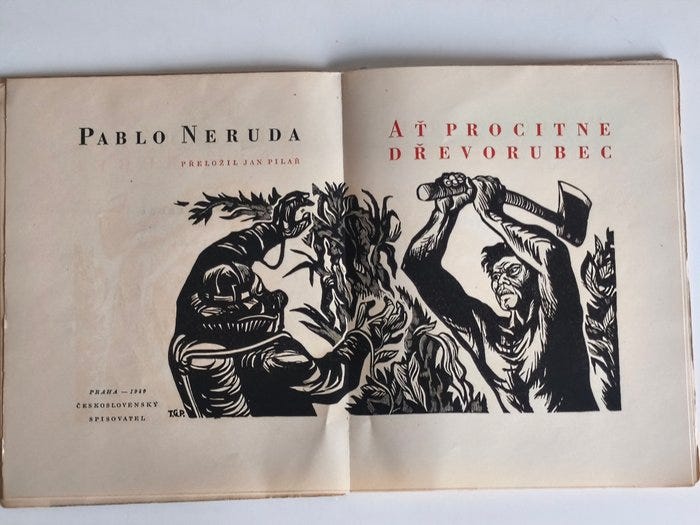 PABLO NERUDA
PŘELOŽIL JAN PILAŘ
PRAHA — 1949
ČESKOSLOVENSKÝ
SPISOVATEL
T.G.P.
AŤ PROCITNE
DŘEVORUBEC